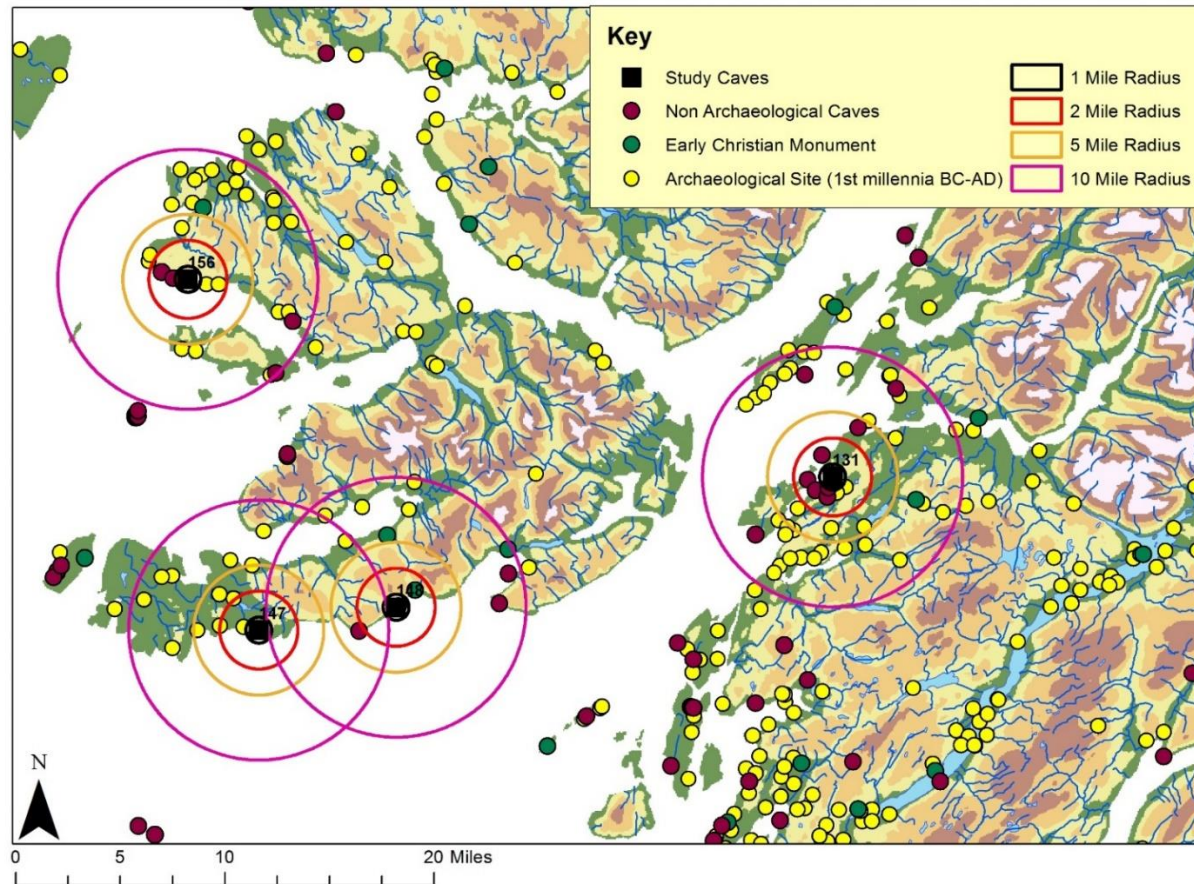 Key
Study Caves
Non Archaeological Caves
Early Christian Monument
Archaeological Site (1st millennia BC-AD)
1 Mile Radius
2 Mile Radius
5 Mile Radius
10 Mile Radius
156
131
148
147
N
0 5 10 20 Miles